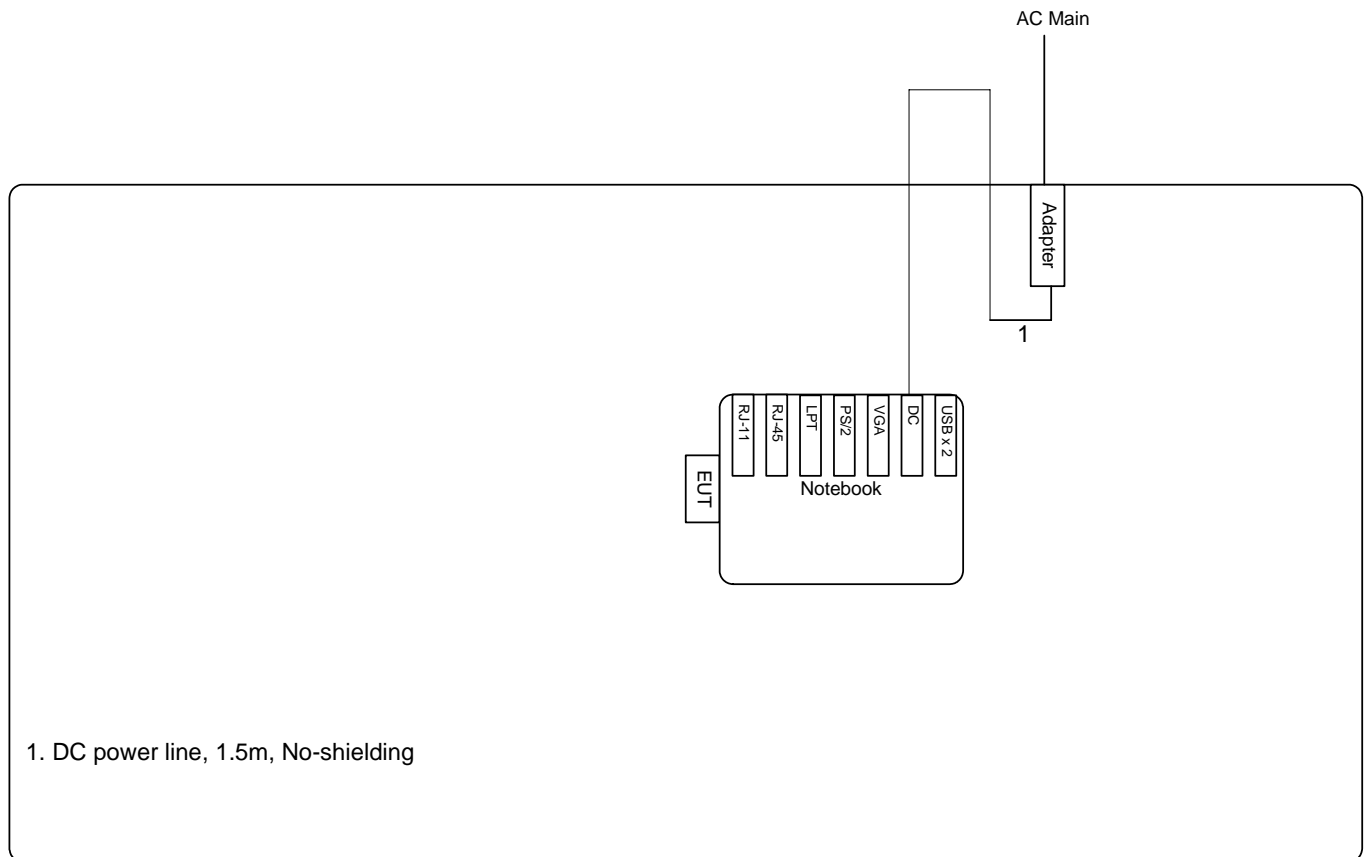 AC Main
Adapter
1
RJ-11
RJ-45
LPT
PS/2
VGA
DC
USB x 2
EUT
Notebook
1. DC power line, 1.5m, No-shielding